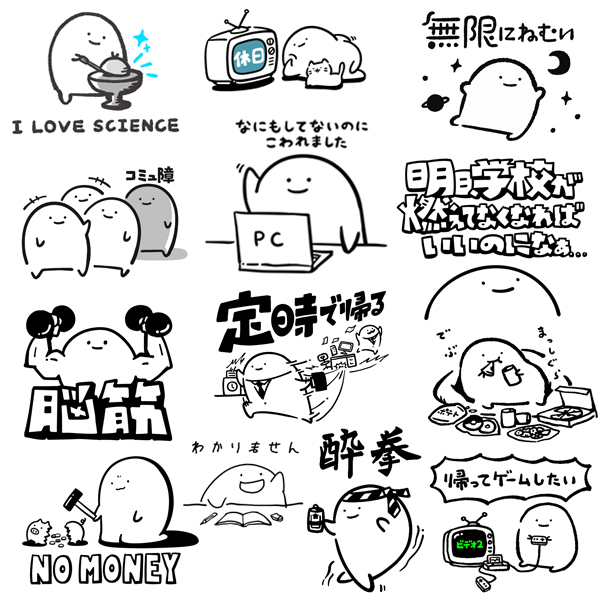 I LOVE SCIENCE
休日
無限にねむい
コミュ障
なにもしてないのに
こわれました
PC
明日、学校が
燃えてなくなれば
いいのになぁ...
脳筋
定時で帰る
でぶ
まっしぐら
NO MONEY
わかりません
酔拳
帰ってゲームしたい
ビデオ2